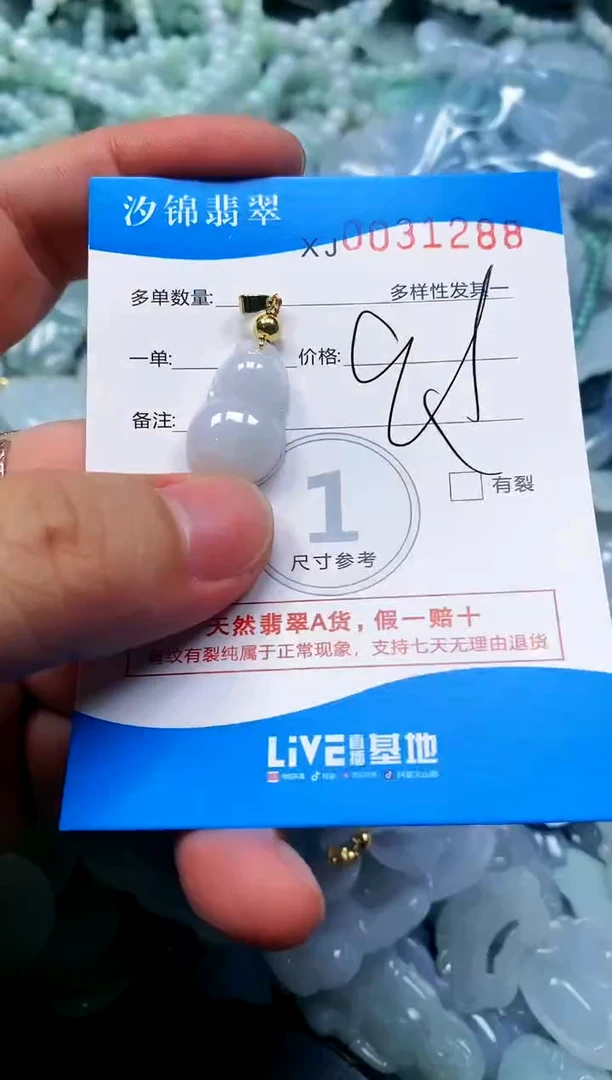 汐锦翡翠
XJ0031288
多单数量: 多样性发其一
一单: 价格:
备注:
有裂
1
尺寸参考
天然翡翠A货，假一赔十
纹有裂纯属于正常现象，支持七天无理由退货
LiVE直播基地